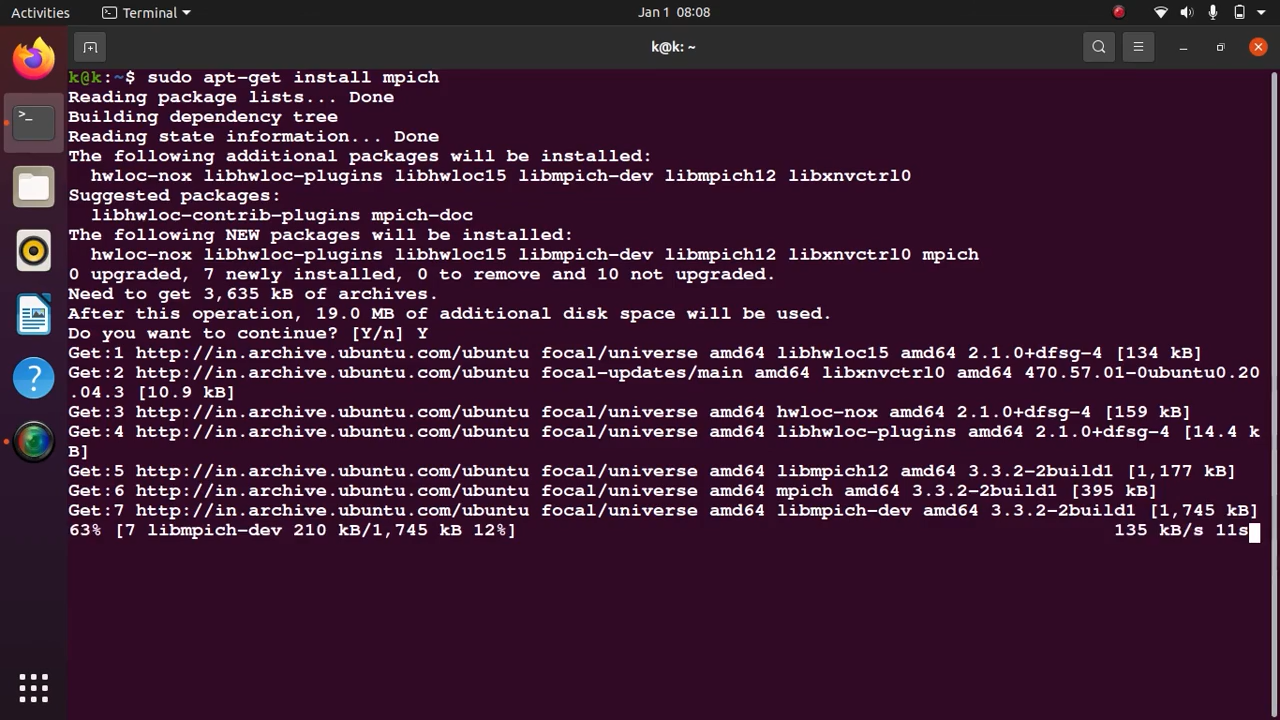 Activities
Terminal
Jan 1 08:08
k@k: ~
k@k:~$ sudo apt-get install mpich
Reading package lists... Done
Building dependency tree
Reading state information... Done
The following additional packages will be installed:
  hwloc-nox libhwloc-plugins libhwloc15 libmpich-dev libmpich12 libxnvctrl0
Suggested packages:
  libhwloc-contrib-plugins mpich-doc
The following NEW packages will be installed:
  hwloc-nox libhwloc-plugins libhwloc15 libmpich-dev libmpich12 libxnvctrl0 mpich
0 upgraded, 7 newly installed, 0 to remove and 10 not upgraded.
Need to get 3,635 kB of archives.
After this operation, 19.0 MB of additional disk space will be used.
Do you want to continue? [Y/n] Y
Get:1 http://in.archive.ubuntu.com/ubuntu focal/universe amd64 libhwloc15 amd64 2.1.0+dfsg-4 [134 kB]
Get:2 http://in.archive.ubuntu.com/ubuntu focal-updates/main amd64 libxnvctrl0 amd64 470.57.01-0ubuntu0.20
.04.3 [10.9 kB]
Get:3 http://in.archive.ubuntu.com/ubuntu focal/universe amd64 hwloc-nox amd64 2.1.0+dfsg-4 [159 kB]
Get:4 http://in.archive.ubuntu.com/ubuntu focal/universe amd64 libhwloc-plugins amd64 2.1.0+dfsg-4 [14.4 k
B]
Get:5 http://in.archive.ubuntu.com/ubuntu focal/universe amd64 libmpich12 amd64 3.3.2-2build1 [1,177 kB]
Get:6 http://in.archive.ubuntu.com/ubuntu focal/universe amd64 mpich amd64 3.3.2-2build1 [395 kB]
Get:7 http://in.archive.ubuntu.com/ubuntu focal/universe amd64 libmpich-dev amd64 3.3.2-2build1 [1,745 kB]
63% [7 libmpich-dev 210 kB/1,745 kB 12%] 135 kB/s 11s